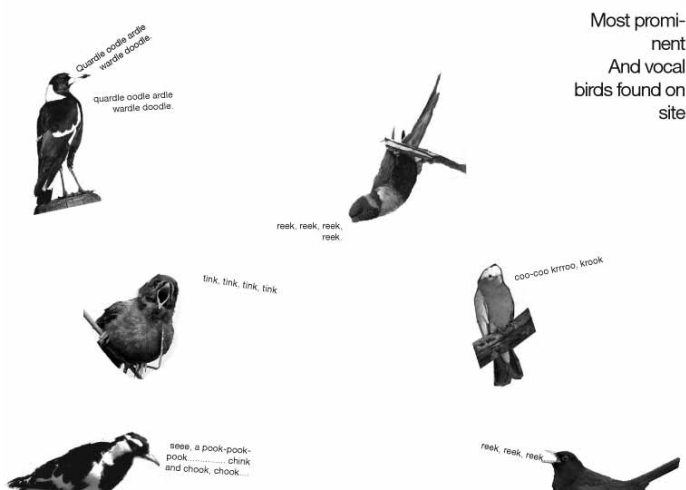 Most promi-
nent
And vocal
birds found on
site
Quardle oodle ardle
wardle doodle.
quardle oodle ardle
wardle doodle.
reek, reek, reek,
reek.
tink, tink, tink, tink
coo-coo krrroo, krook
seee, a pook-pook-
pook............... chink
and chook, chook....
reek, reek, reek